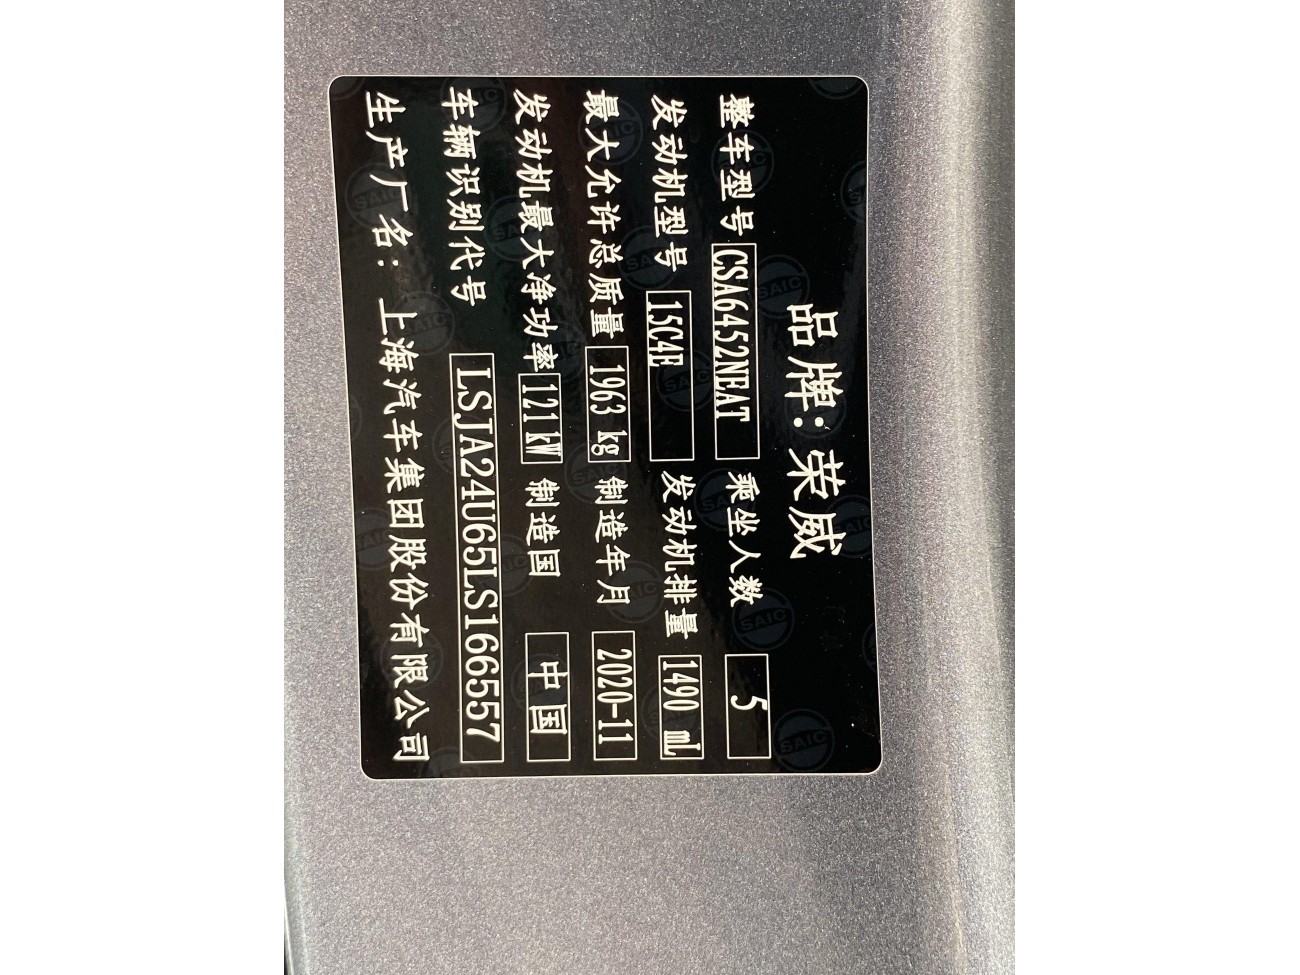 品牌：荣威
整车型号 CSA6452NEAT 乘坐人数 5
发动机型号 15C4E 发动机排量 1490 mL
最大允许总质量 1963 kg 制造年月 2020-11
发动机最大净功率 121 kW 制造国 中国
车辆识别代号 LSJA24U65LS166557
生产厂名：上海汽车集团股份有限公司